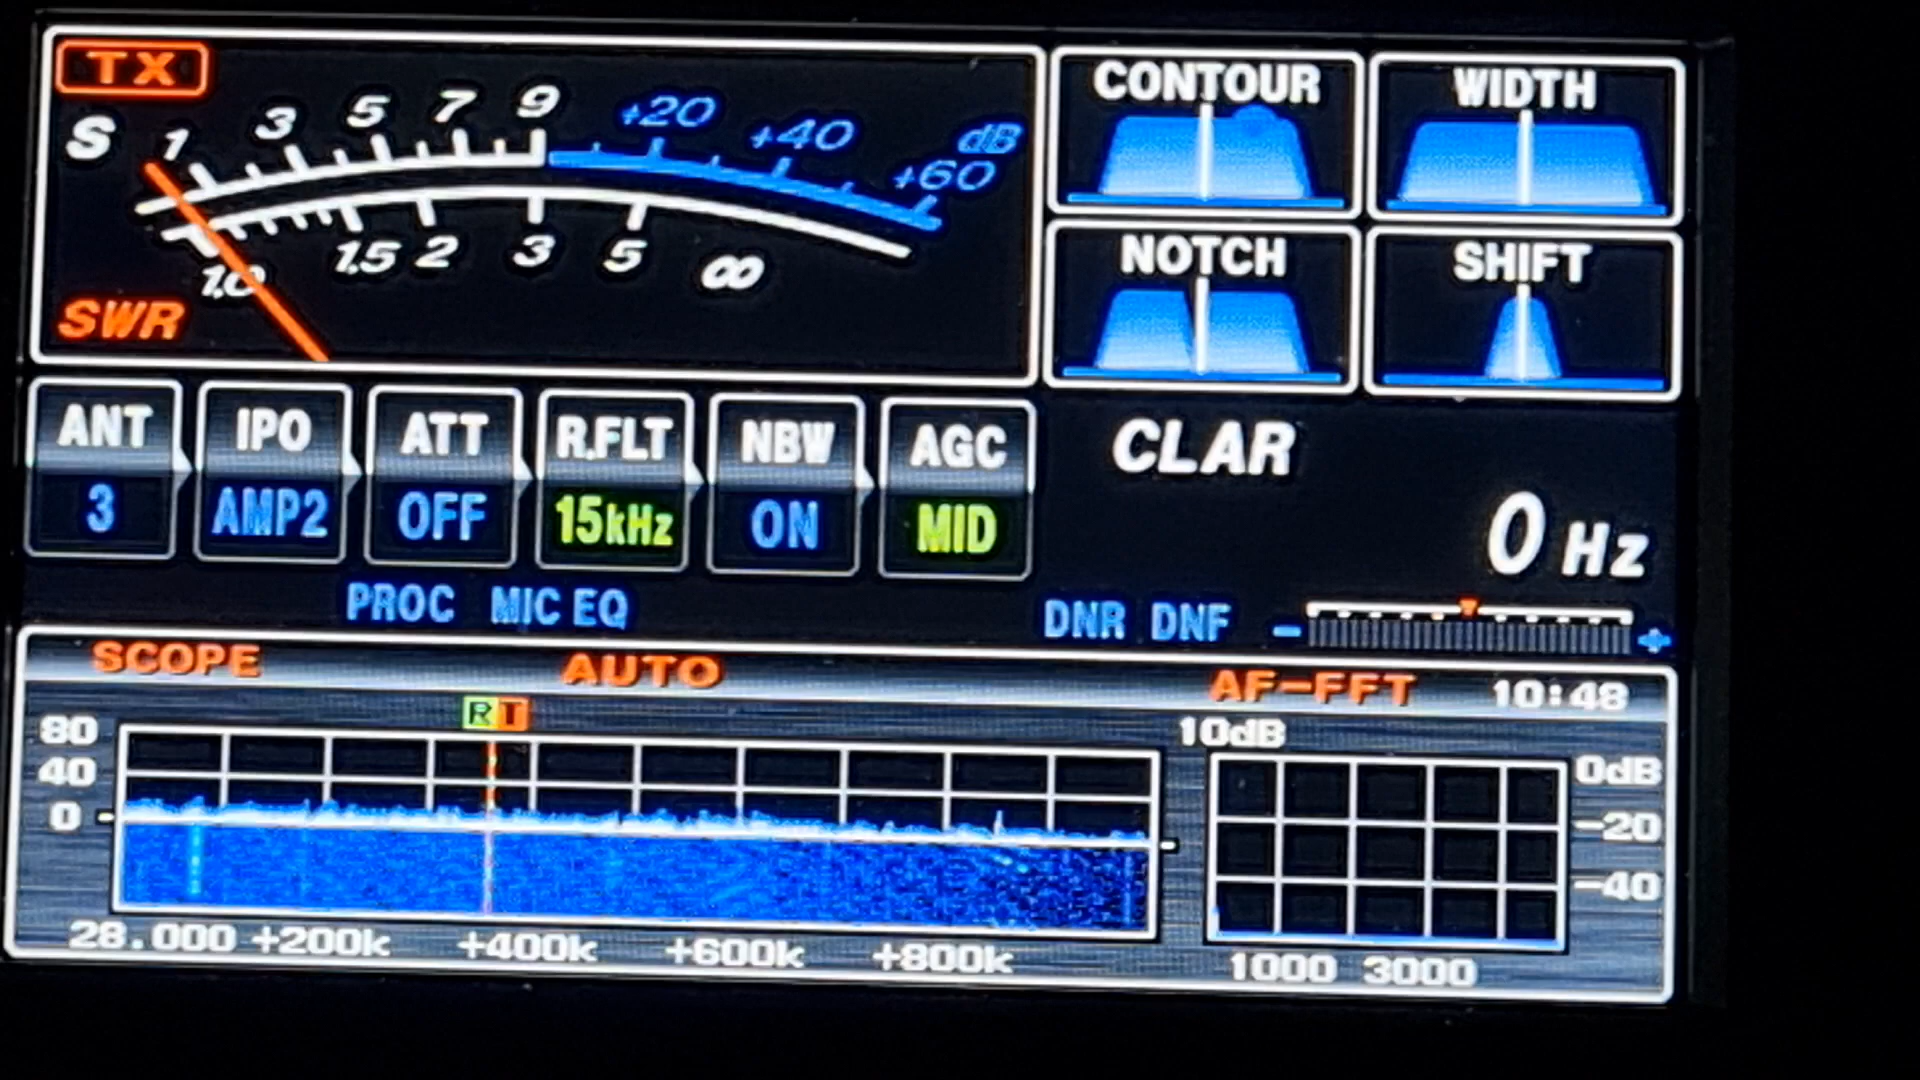 TX
S 1 3 5 7 9 +20 +40 +60 dB
1.0 1.5 2 3 5 ∞
SWR
CONTOUR WIDTH
NOTCH SHIFT
ANT IPO ATT R.FLT NBW AGC
3 AMP2 OFF 15kHz ON MID
CLAR
0 Hz
PROC MIC EQ DNR DNF - +
SCOPE AUTO AF-FFT 10:48
R T
80
40
0
28.000 +200k +400k +600k +800k
10dB
0dB
-20
-40
1000 3000